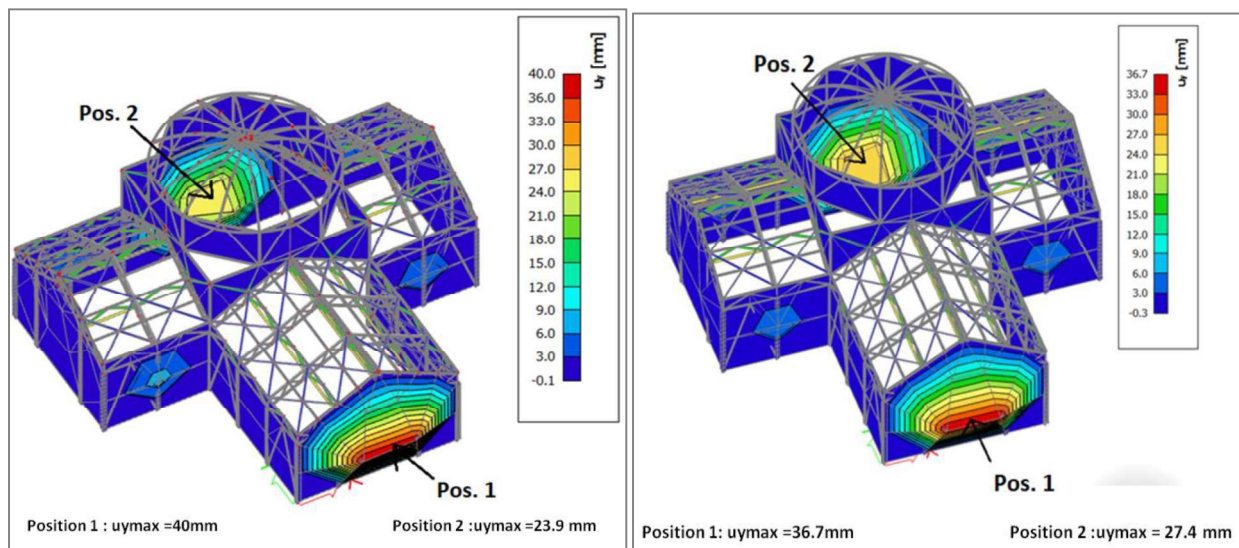 u_y [mm]
40.0
36.0
33.0
30.0
27.0
24.0
21.0
18.0
15.0
12.0
9.0
6.0
3.0
-0.1
Pos. 2
Pos. 1
Position 1 : uymax =40mm
Position 2 :uymax =23.9 mm
u_y [mm]
36.7
33.0
30.0
27.0
24.0
21.0
18.0
15.0
12.0
9.0
6.0
3.0
-0.3
Pos. 2
Pos. 1
Position 1: uymax =36.7mm
Position 2 :uymax = 27.4 mm